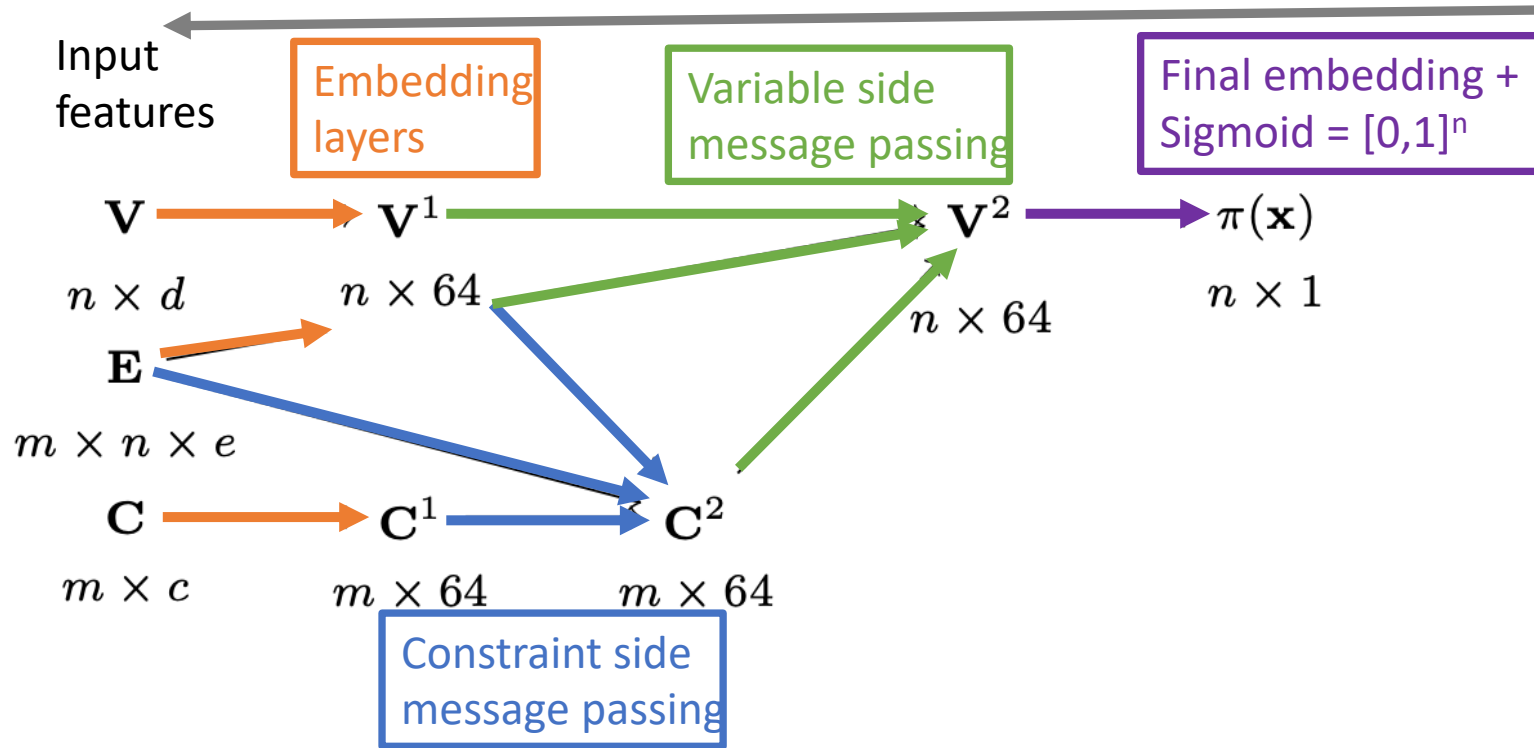 Input
features
Embedding
layers
Variable side
message passing
Final embedding +
Sigmoid = [0,1]ⁿ
V
V¹
V²
π(x)
n × d
n × 64
n × 64
n × 1
E
m × n × e
C
C¹
C²
m × c
m × 64
m × 64
Constraint side
message passing